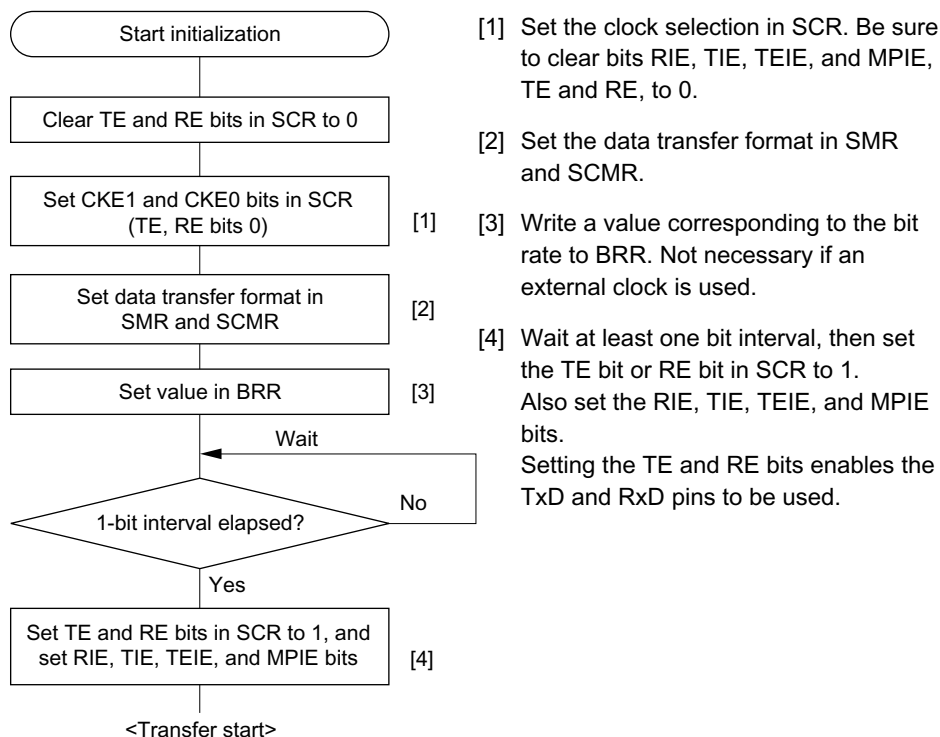 Start initialization
Clear TE and RE bits in SCR to 0
Set CKE1 and CKE0 bits in SCR
(TE, RE bits 0)
[1]
Set data transfer format in
SMR and SCMR
[2]
Set value in BRR
[3]
Wait
1-bit interval elapsed?
No
Yes
Set TE and RE bits in SCR to 1, and
set RIE, TIE, TEIE, and MPIE bits
[4]
<Transfer start>
[1] Set the clock selection in SCR. Be sure
to clear bits RIE, TIE, TEIE, and MPIE,
TE and RE, to 0.
[2] Set the data transfer format in SMR
and SCMR.
[3] Write a value corresponding to the bit
rate to BRR. Not necessary if an
external clock is used.
[4] Wait at least one bit interval, then set
the TE bit or RE bit in SCR to 1.
Also set the RIE, TIE, TEIE, and MPIE
bits.
Setting the TE and RE bits enables the
TxD and RxD pins to be used.